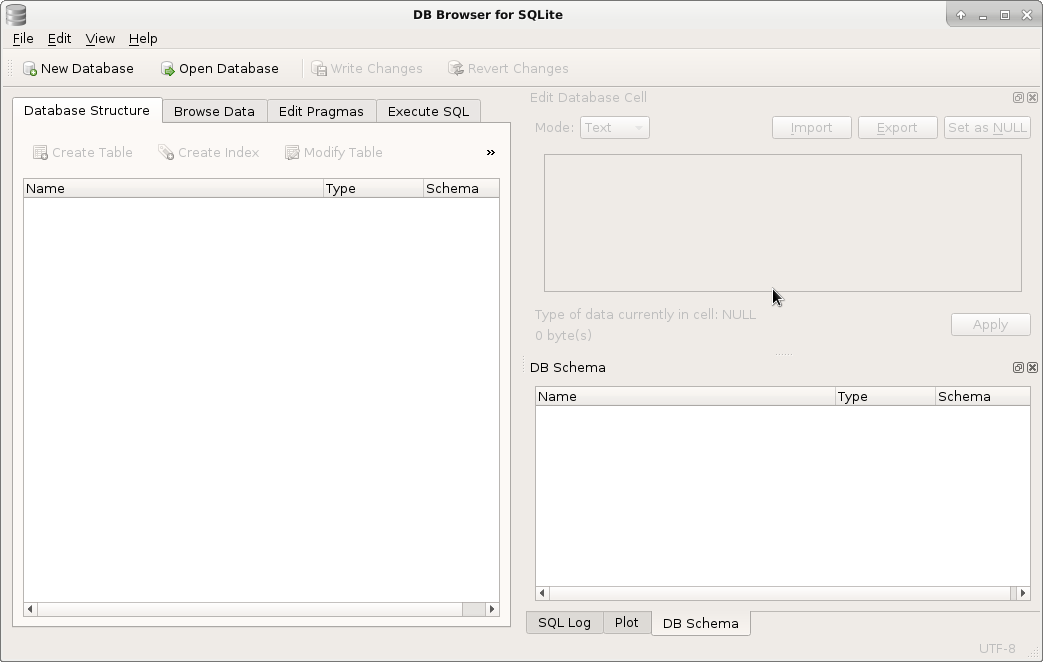 DB Browser for SQLite
File Edit View Help
New Database Open Database Write Changes Revert Changes
Database Structure Browse Data Edit Pragmas Execute SQL
Create Table Create Index Modify Table »
Name Type Schema
Edit Database Cell
Mode: Text Import Export Set as NULL
Type of data currently in cell: NULL
0 byte(s)
Apply
DB Schema
Name Type Schema
SQL Log Plot DB Schema
UTF-8